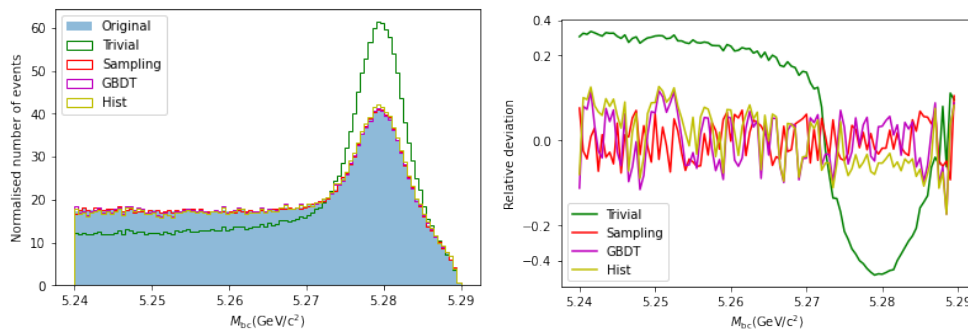 Original
Trivial
Sampling
GBDT
Hist
Normalised number of events
60
50
40
30
20
10
0
5.24 5.25 5.26 5.27 5.28 5.29
M_bc(GeV/c²)
Relative deviation
0.4
0.2
0.0
−0.2
−0.4
Trivial
Sampling
GBDT
Hist
5.24 5.25 5.26 5.27 5.28 5.29
M_bc(GeV/c²)